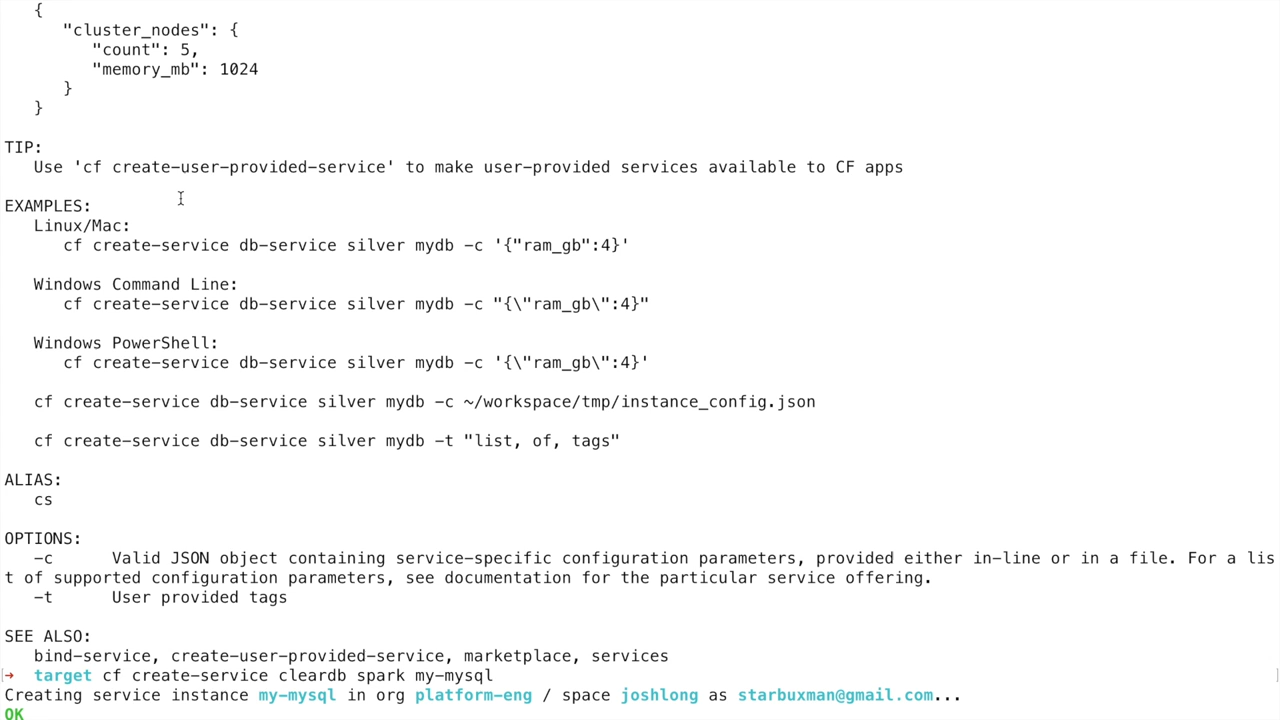 {
"cluster_nodes": {
"count": 5,
"memory_mb": 1024
}
}
TIP:
Use 'cf create-user-provided-service' to make user-provided services available to CF apps
EXAMPLES:
Linux/Mac:
cf create-service db-service silver mydb -c '{"ram_gb":4}'
Windows Command Line:
cf create-service db-service silver mydb -c "{\"ram_gb\":4}"
Windows PowerShell:
cf create-service db-service silver mydb -c '{\"ram_gb\":4}'
cf create-service db-service silver mydb -c ~/workspace/tmp/instance_config.json
cf create-service db-service silver mydb -t "list, of, tags"
ALIAS:
cs
OPTIONS:
-c Valid JSON object containing service-specific configuration parameters, provided either in-line or in a file. For a lis
t of supported configuration parameters, see documentation for the particular service offering.
-t User provided tags
SEE ALSO:
bind-service, create-user-provided-service, marketplace, services
→ target cf create-service cleardb spark my-mysql
Creating service instance my-mysql in org platform-eng / space joshlong as starbuxman@gmail.com...
OK